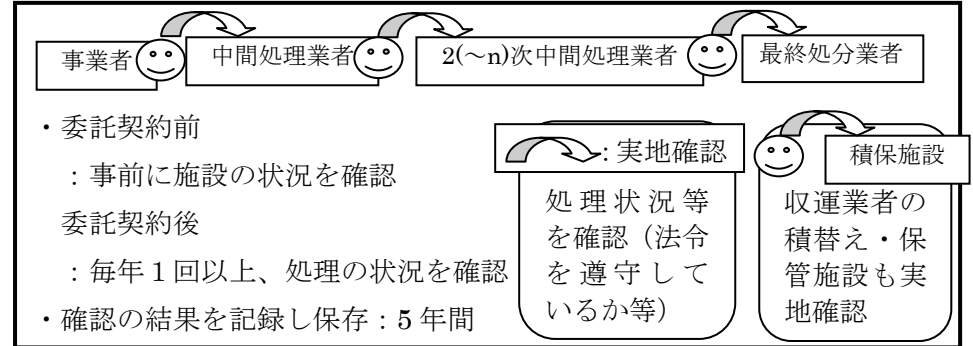 事業者
中間処理業者
2(～n)次中間処理業者
最終処分業者
・委託契約前
：事前に施設の状況を確認
委託契約後
：毎年１回以上、処理の状況を確認
・確認の結果を記録し保存：5 年間
：実地確認
処理状況等
を確認（法令
を遵守して
いるか等）
積保施設
収運業者の
積替え・保
管施設も実
地確認